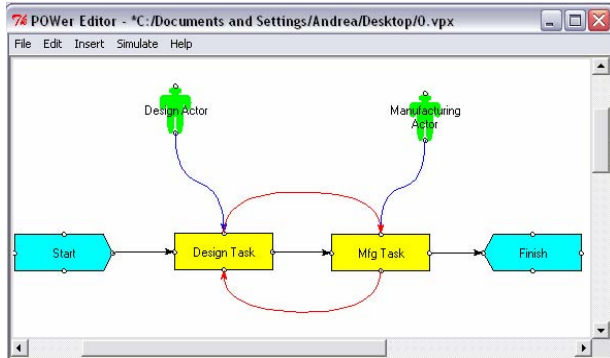 POWer Editor - *C:/Documents and Settings/Andrea/Desktop/0.vpx
File Edit Insert Simulate Help
Design Actor
Manufacturing
Actor
Start
Design Task
Mfg Task
Finish